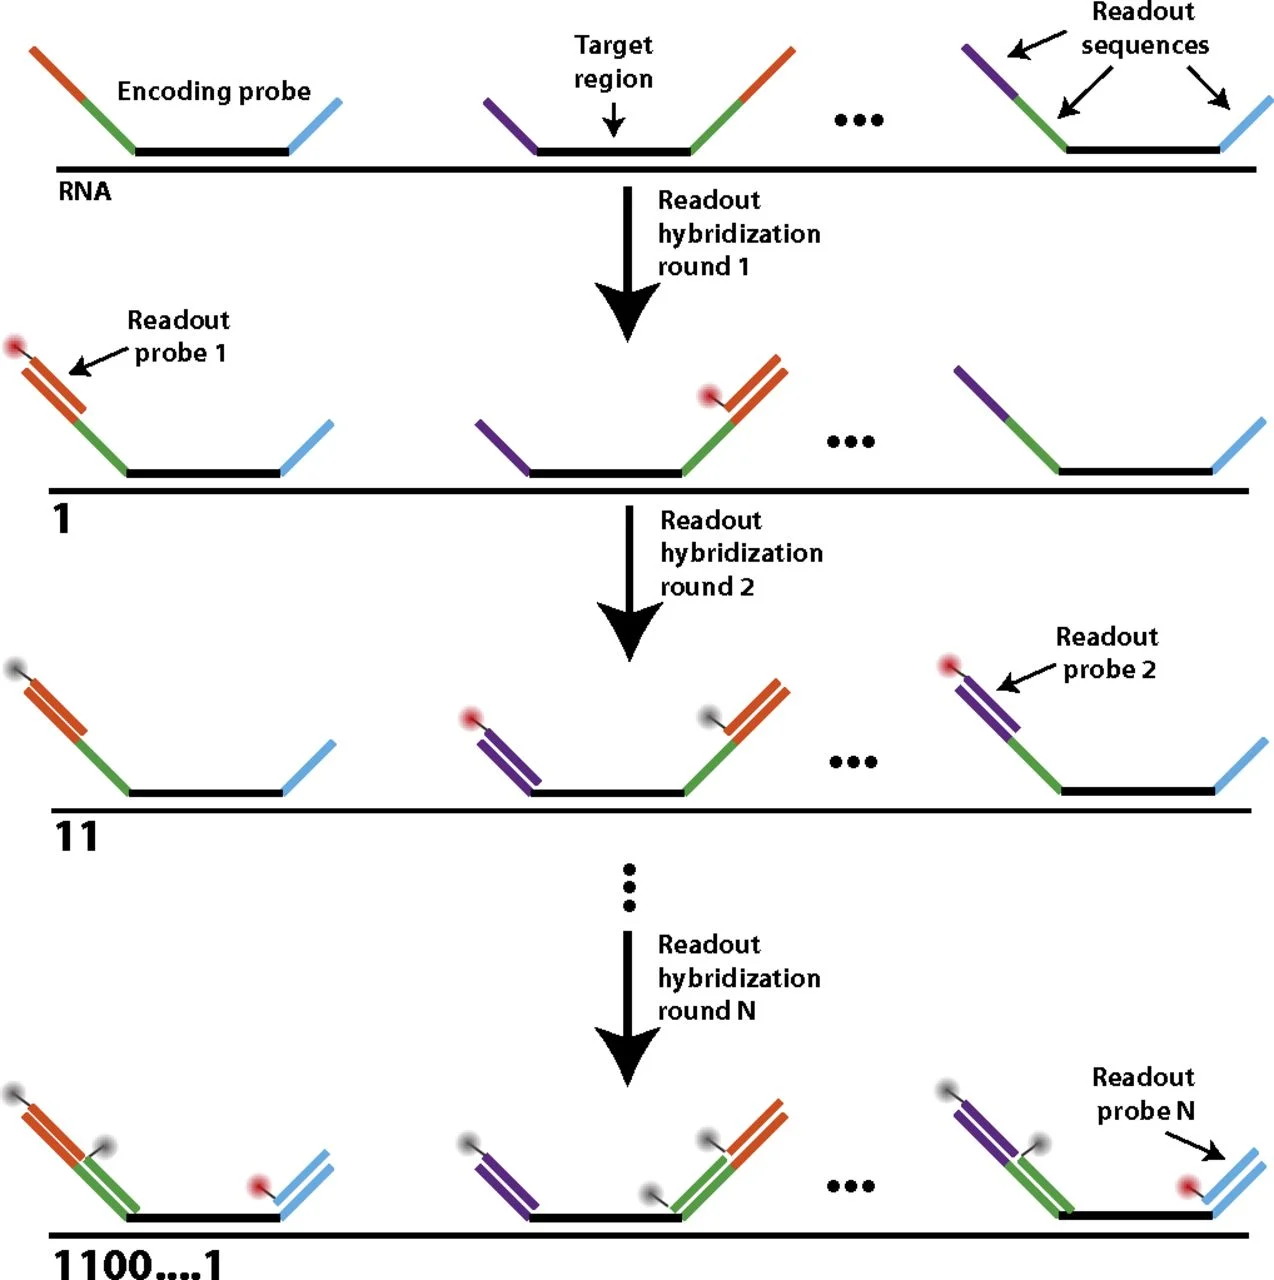 Readout
sequences
Target
region
Encoding probe
RNA
Readout
hybridization
round 1
Readout
probe 1
1
Readout
hybridization
round 2
Readout
probe 2
11
Readout
hybridization
round N
Readout
probe N
1100....1